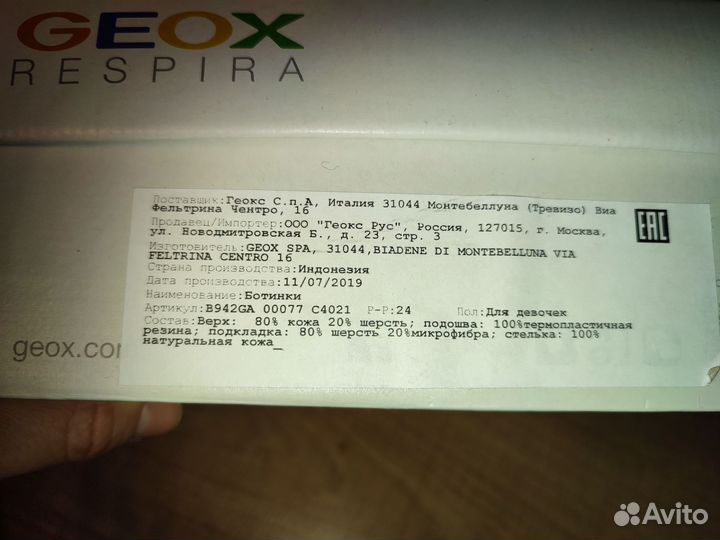 GEOX
RESPIRA
Поставщик:Геокс С.п.А, Италия 31044 Монтебеллуна (Тревизо) Виа
Фельтрина Чентро, 16
Продавец/Импортер:ООО "Геокс Рус", Россия, 127015, г. Москва,
ул. Новодмитровская Б., д. 23, стр. 3
Изготовитель:GEOX SPA, 31044,BIADENE DI MONTEBELLUNA VIA
FELTRINA CENTRO 16
Страна производства:Индонезия
Дата производства:11/07/2019
Наименование:Ботинки
Артикул:B942GA 00077 C4021 Р-Р:24 Пол:Для девочек
Состав:Верх: 80% кожа 20% шерсть; подошва: 100%термопластичная
резина; подкладка: 80% шерсть 20%микрофибра; стелька: 100%
натуральная кожа_
EAC
geox.co
Avito